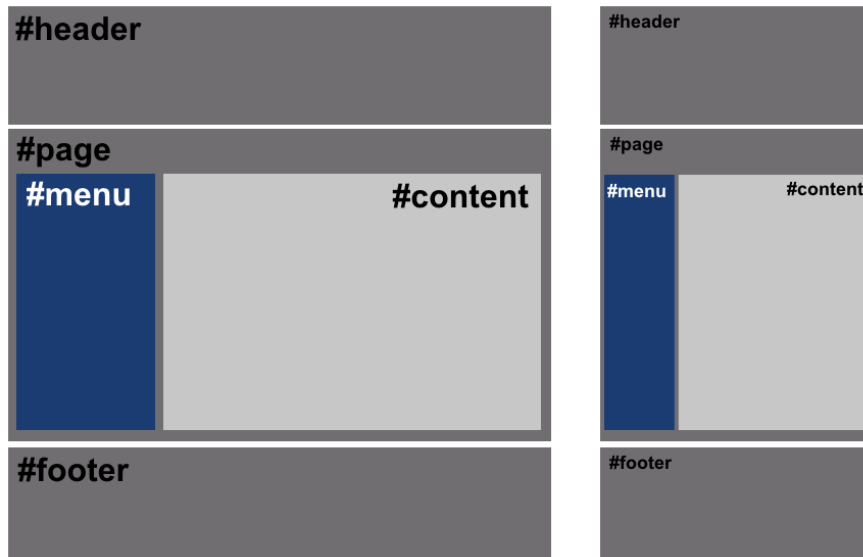 #header
#page
#menu
#content
#footer
#header
#page
#menu
#content
#footer